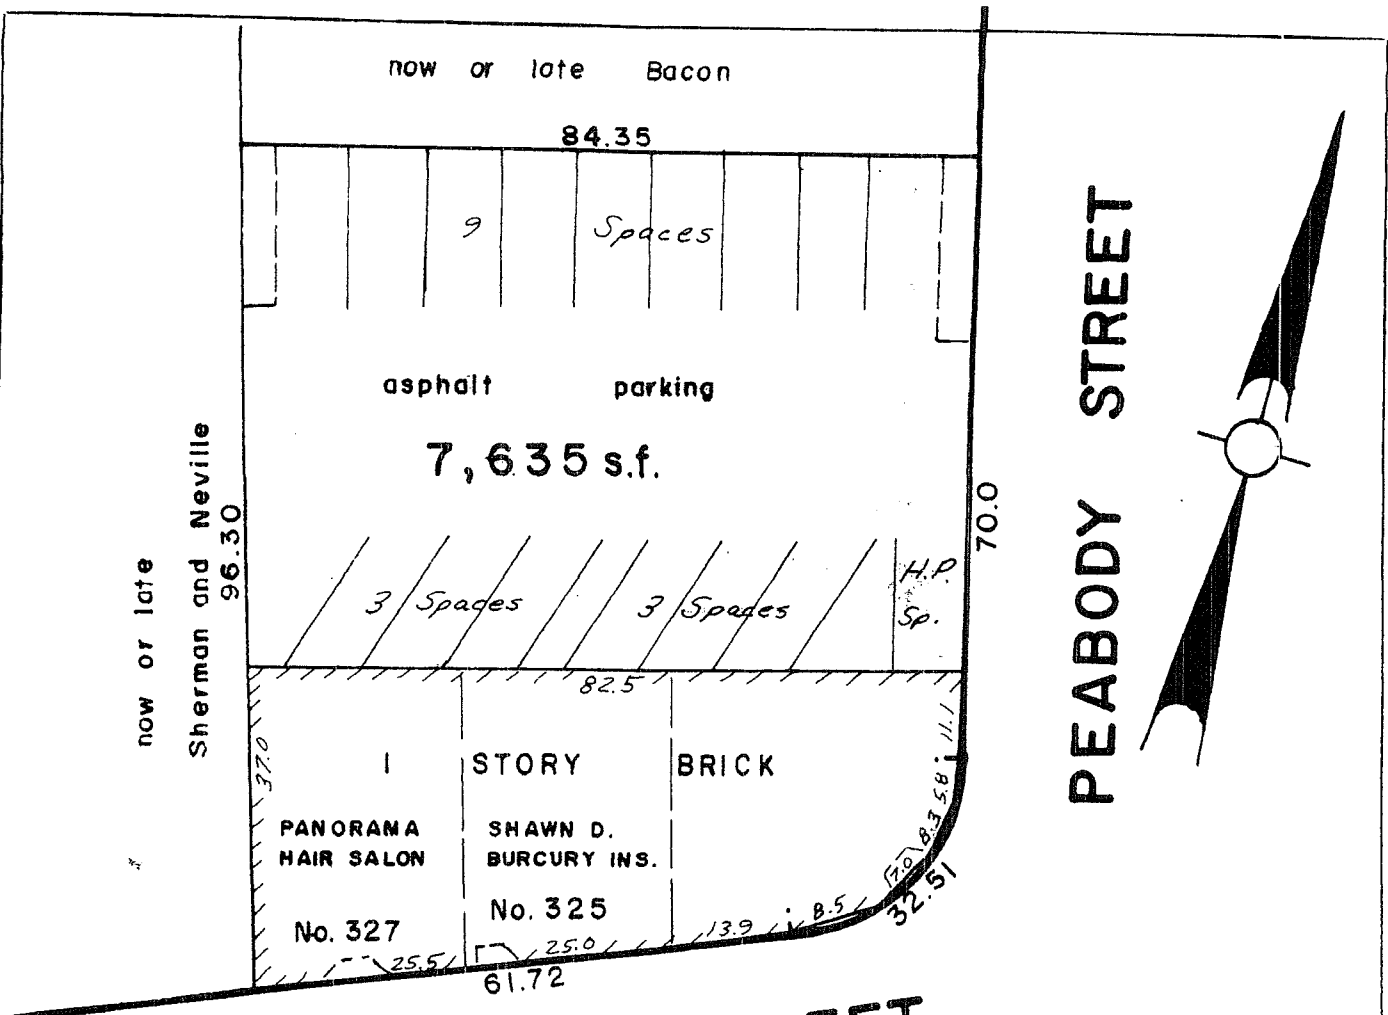 now or late Bacon
84.35
9 Spaces
asphalt parking
7,635 s.f.
now or late
Sherman and Neville
96.30
70.0
PEABODY STREET
3 Spaces
3 Spaces
H.P.
Sp.
82.5
37.0
11.1
1 STORY BRICK
5.8
8.3
7.0
32.51
PANORAMA
HAIR SALON
SHAWN D.
BURCURY INS.
No. 327
No. 325
8.5
13.9
25.0
25.5
61.72